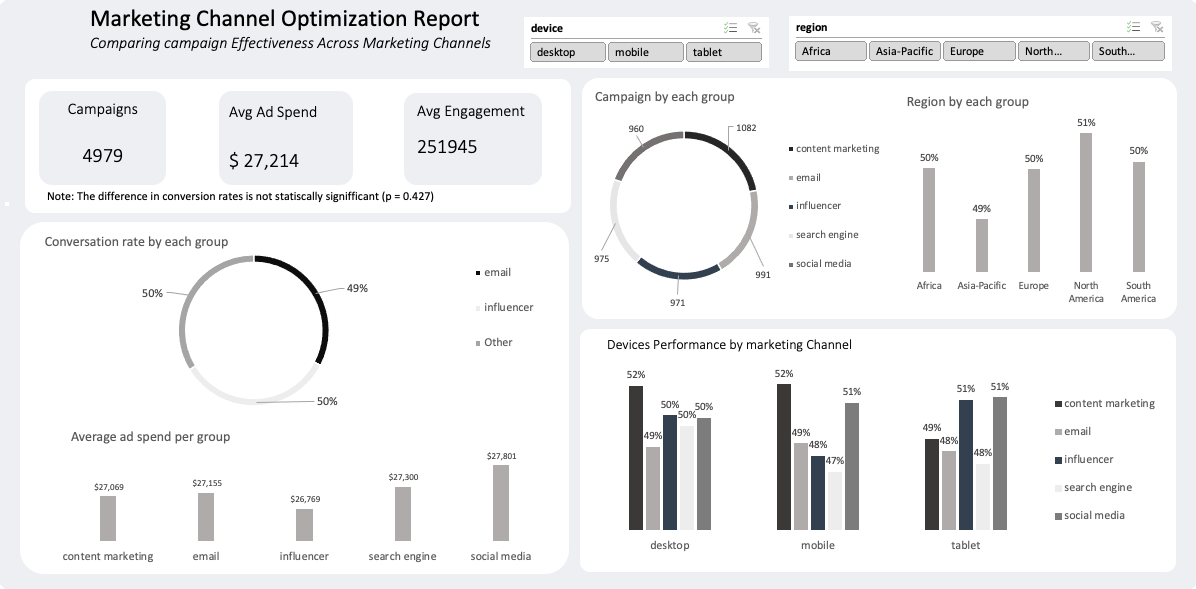 Marketing Channel Optimization Report
Comparing campaign Effectiveness Across Marketing Channels
device
desktop
mobile
tablet
region
Africa
Asia-Pacific
Europe
North...
South...
Campaigns
4979
Avg Ad Spend
$ 27,214
Avg Engagement
251945
Note: The difference in conversion rates is not statiscally signifficant (p = 0.427)
Conversation rate by each group
50%
49%
50%
email
influencer
Other
Average ad spend per group
$27,069
$27,155
$26,769
$27,300
$27,801
content marketing
email
influencer
search engine
social media
Campaign by each group
960
1082
975
991
971
content marketing
email
influencer
search engine
social media
Region by each group
50%
49%
50%
51%
50%
Africa
Asia-Pacific
Europe
North
America
South
America
Devices Performance by marketing Channel
52%
49%
50%
50%
50%
52%
49%
48%
47%
51%
49%
48%
51%
48%
51%
desktop
mobile
tablet
content marketing
email
influencer
search engine
social media